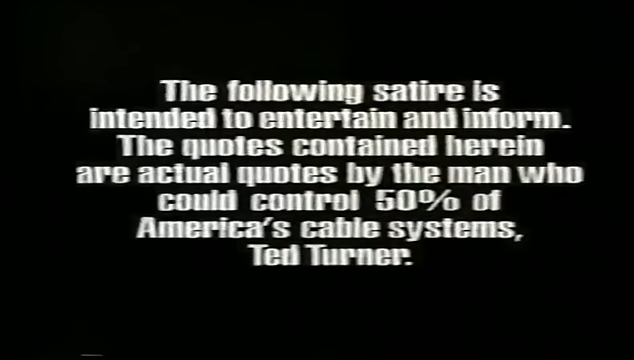 The following satire is
intended to entertain and inform.
The quotes contained herein
are actual quotes by the man who
could control 50% of
America's cable systems,
Ted Turner.